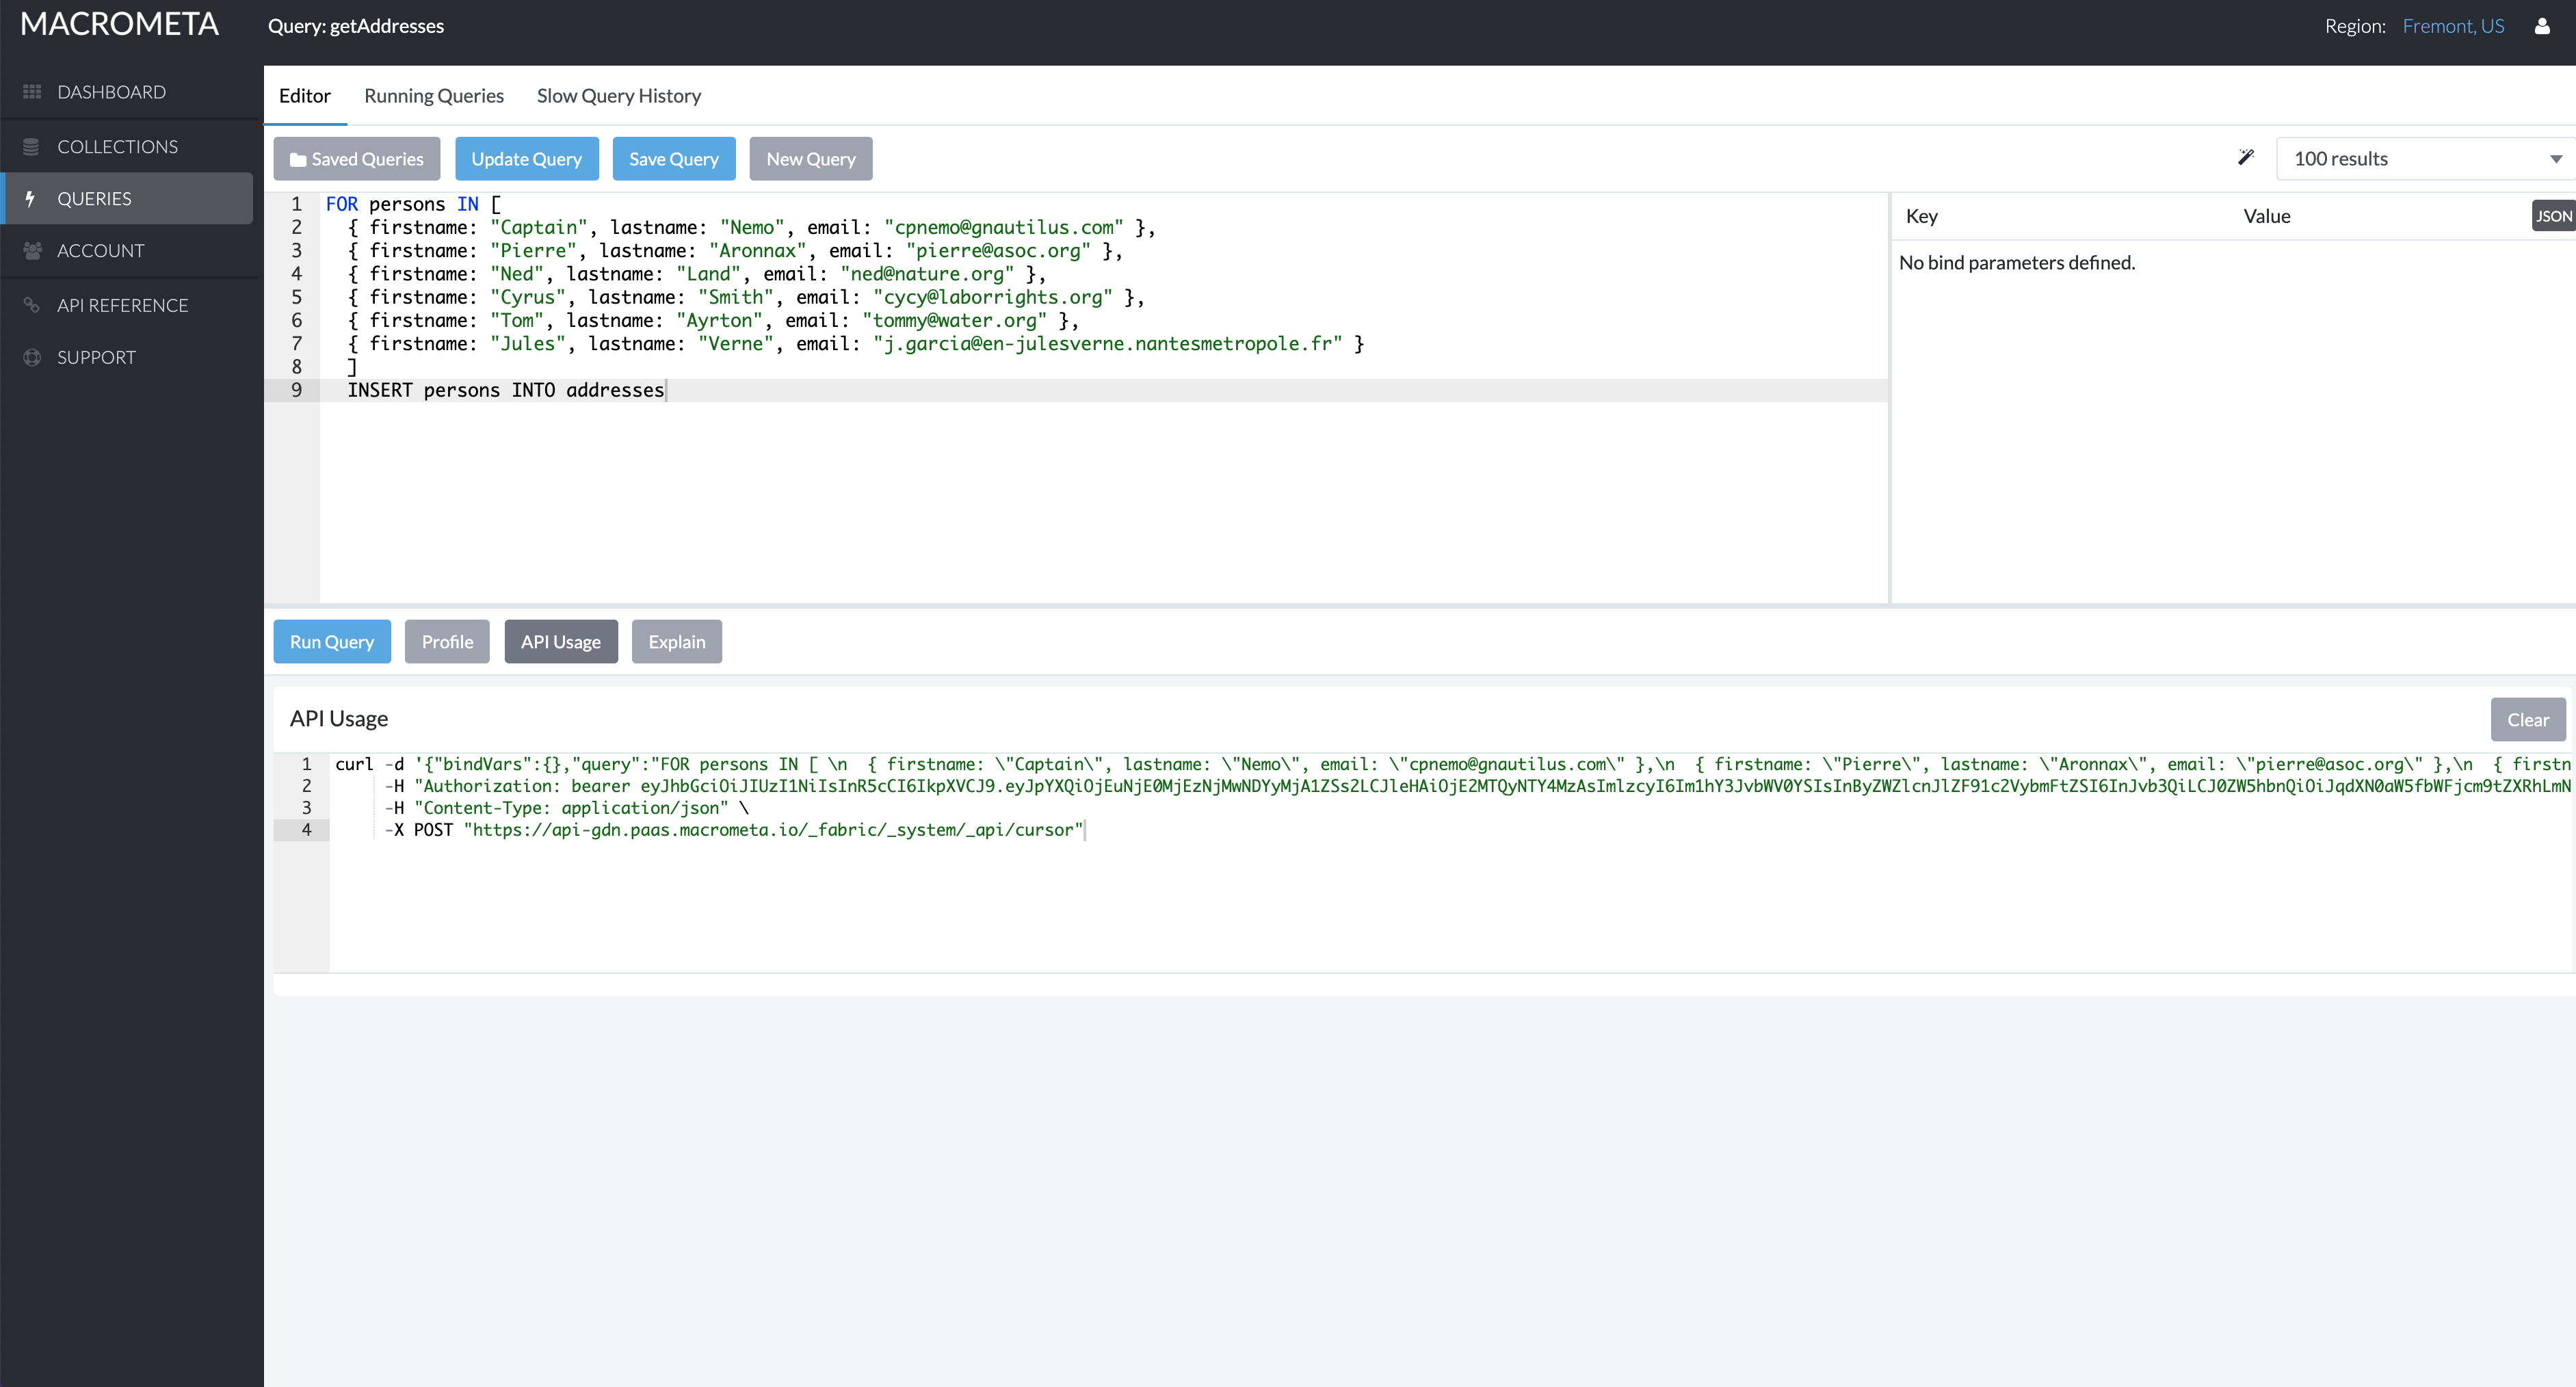 MACROMETA
Query: getAddresses
Region: Fremont, US
DASHBOARD
COLLECTIONS
QUERIES
ACCOUNT
API REFERENCE
SUPPORT
Editor Running Queries Slow Query History
Saved Queries Update Query Save Query New Query
100 results
1 FOR persons IN [
2 { firstname: "Captain", lastname: "Nemo", email: "cpnemo@gnautilus.com" },
3 { firstname: "Pierre", lastname: "Aronnax", email: "pierre@asoc.org" },
4 { firstname: "Ned", lastname: "Land", email: "ned@nature.org" },
5 { firstname: "Cyrus", lastname: "Smith", email: "cycy@laborrights.org" },
6 { firstname: "Tom", lastname: "Ayrton", email: "tommy@water.org" },
7 { firstname: "Jules", lastname: "Verne", email: "j.garcia@en-julesverne.nantesmetropole.fr" }
8 ]
9 INSERT persons INTO addresses
Key Value JSON
No bind parameters defined.
Run Query Profile API Usage Explain
API Usage
Clear
1 curl -d '{"bindVars":{},"query":"FOR persons IN [ \n { firstname: \"Captain\", lastname: \"Nemo\", email: \"cpnemo@gnautilus.com\" },\n { firstname: \"Pierre\", lastname: \"Aronnax\", email: \"pierre@asoc.org\" },\n { firstn
2 -H "Authorization: bearer
3 -H "Content-Type: application/json" \
4 -X POST "https://api-gdn.paas.macrometa.io/_fabric/_system/_api/cursor"